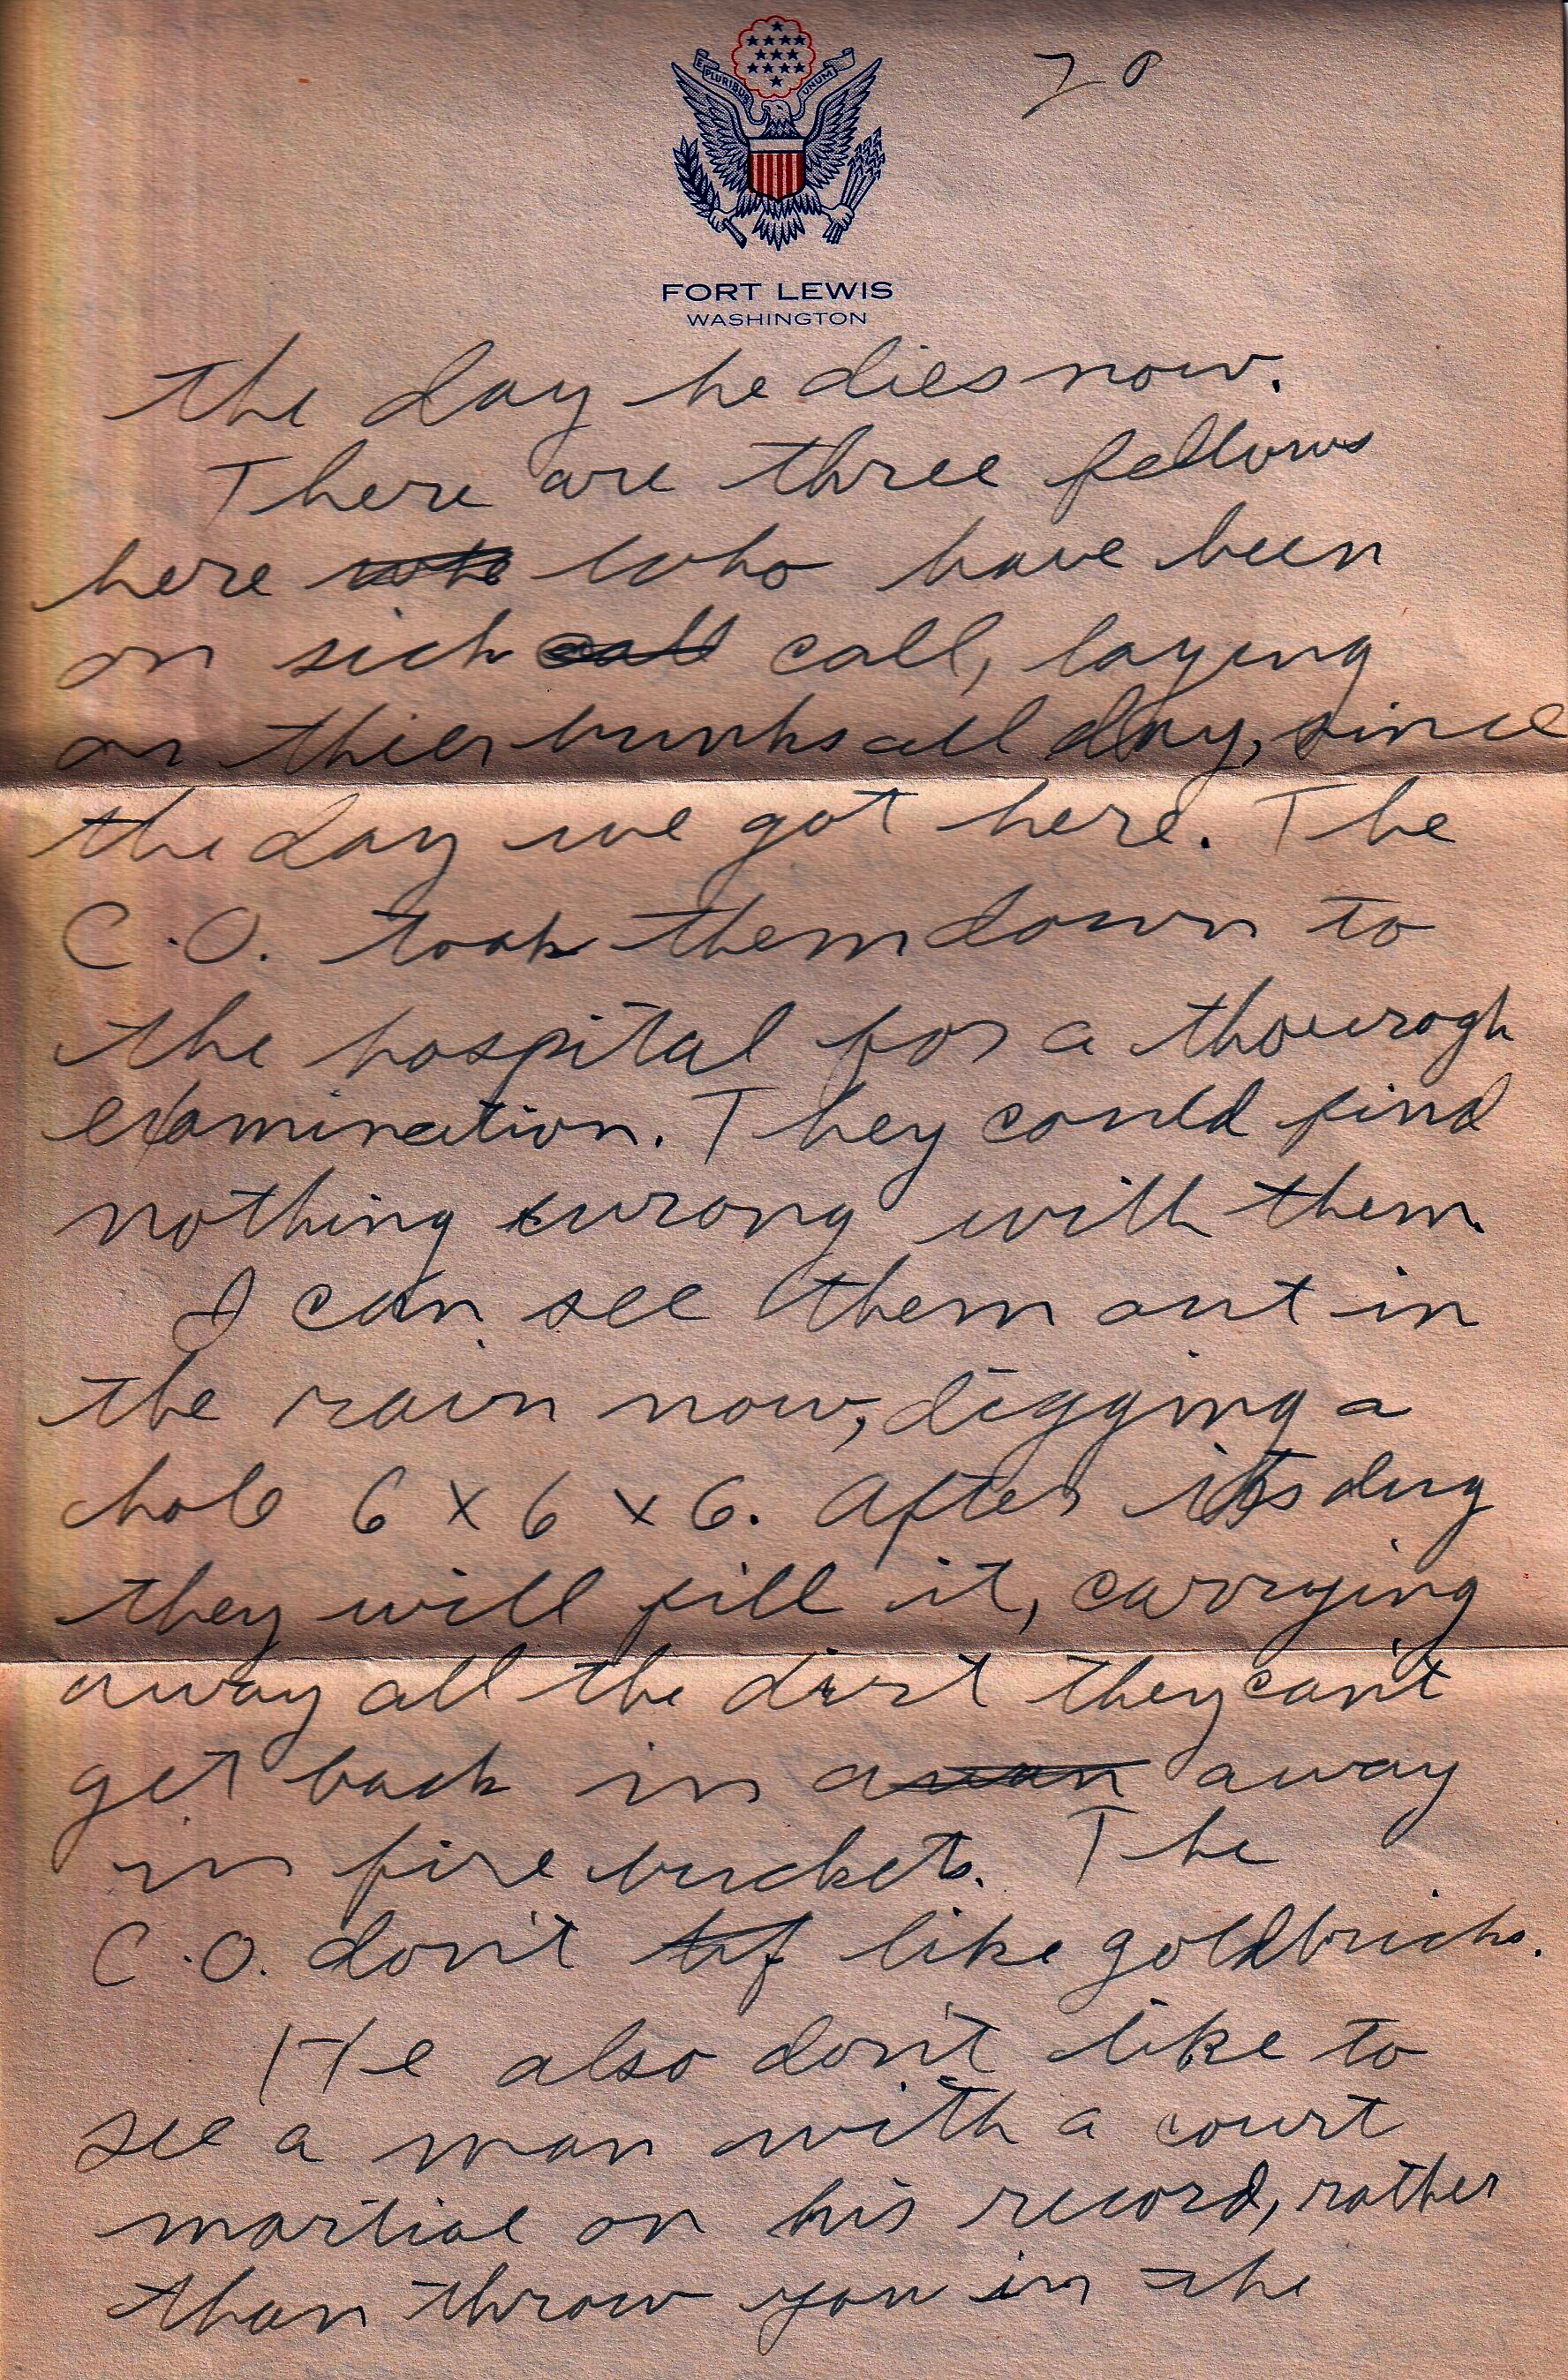 E PLURIBUS UNUM
FORT LEWIS
WASHINGTON
the day he dies now.
There are three fellows
here who have been
on sick call call, laying
on thier bunks all day, since
the day we got here. The
C.O. took them down to
the hospital for a thourogh
examination. They could find
nothing wrong with them.
I can see them out in
the rain now, digging a
hole 6 x 6 x 6. After its dug
they will fill it, carrying
away all the dirt they can't
get back in away
in fire buckets. The
C.O. don't like goldbricks.
He also don't like to
see a man with a court
martial on his record, rather
than throw you in the